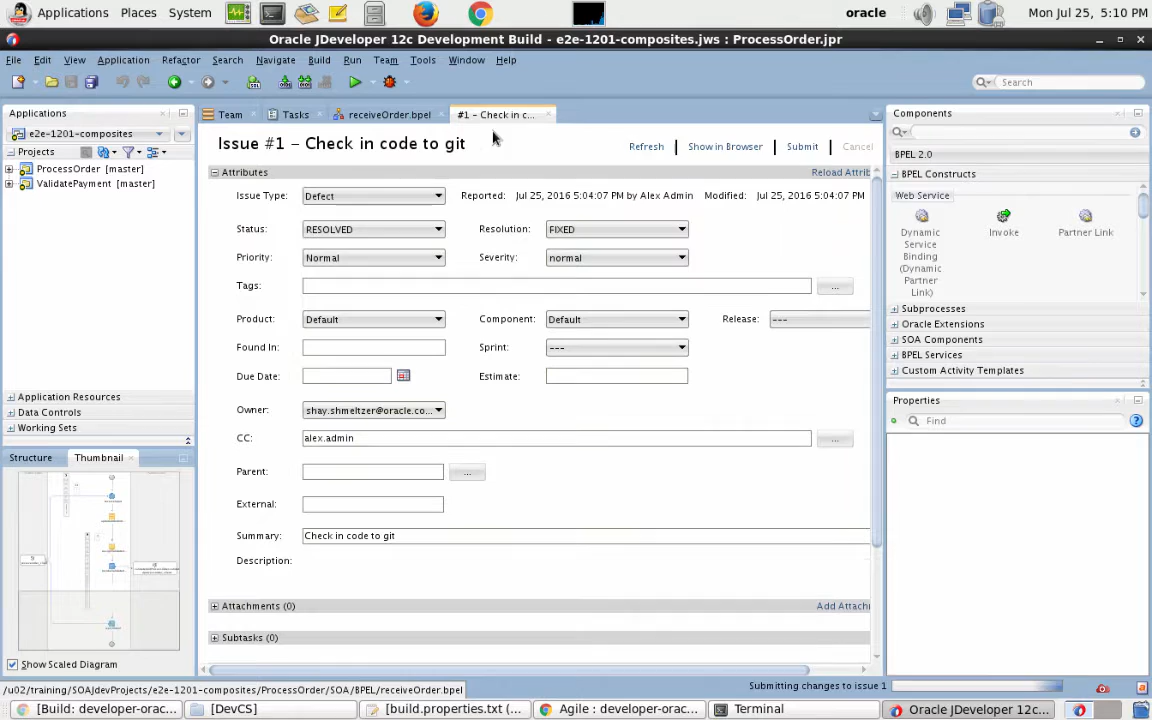 Applications Places System oracle Mon Jul 25, 5:10 PM
Oracle JDeveloper 12c Development Build - e2e-1201-composites.jws : ProcessOrder.jpr
File Edit View Application Refactor Search Navigate Build Run Team Tools Window Help
Search
Applications
e2e-1201-composites
Projects
ProcessOrder [master]
ValidatePayment [master]
Application Resources
Data Controls
Working Sets
Structure Thumbnail
Show Scaled Diagram
Team Tasks receiveOrder.bpel #1 - Check in c...
Issue #1 – Check in code to git
Refresh Show in Browser Submit Cancel
Attributes Reload Attrib
Issue Type: Defect Reported: Jul 25, 2016 5:04:07 PM by Alex Admin Modified: Jul 25, 2016 5:04:07 PM
Status: RESOLVED Resolution: FIXED
Priority: Normal Severity: normal
Tags: ...
Product: Default Component: Default Release: ---
Found In: Sprint: ---
Due Date: Estimate:
Owner: shay.shmeltzer@oracle.co...
CC: alex.admin ...
Parent: ...
External:
Summary: Check in code to git
Description:
Attachments (0) Add Attach
Subtasks (0)
Components
BPEL 2.0
BPEL Constructs
Web Service
Dynamic Service Binding (Dynamic Partner Link)
Invoke
Partner Link
Subprocesses
Oracle Extensions
SOA Components
BPEL Services
Custom Activity Templates
Properties
Find
/u02/training/SOAJdevProjects/e2e-1201-composites/ProcessOrder/SOA/BPEL/receiveOrder.bpel
Submitting changes to issue 1
[Build: developer-orac... [DevCS] [build.properties.txt (... Agile : developer-orac... Terminal Oracle JDeveloper 12c...